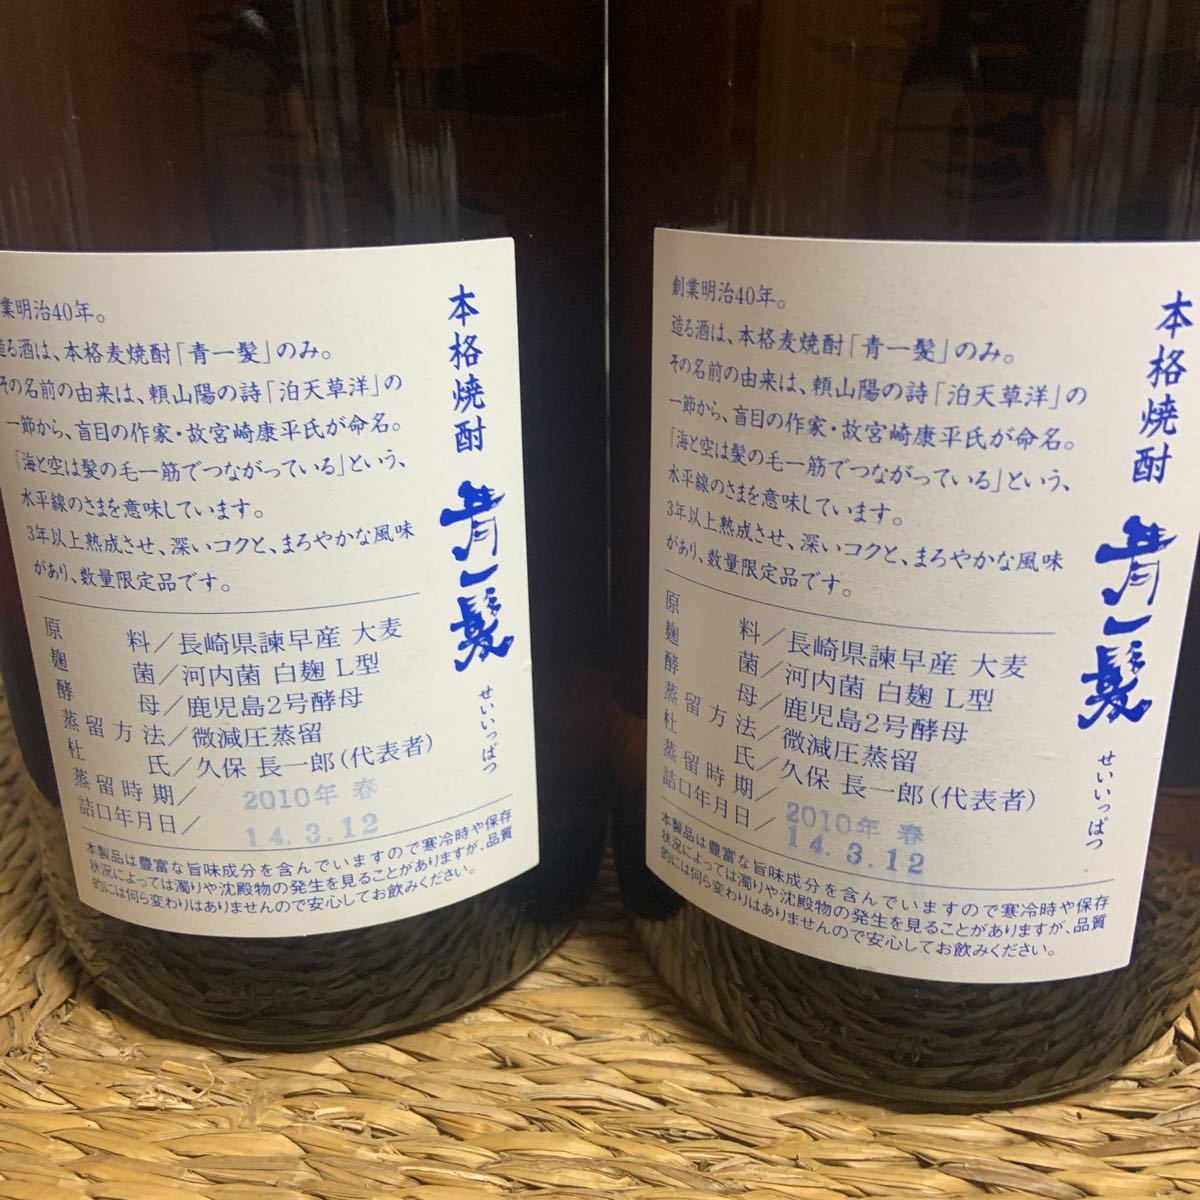 業明治40年。
造る酒は、本格麦焼酎「青一髪」のみ。
その名前の由来は、頼山陽の詩「泊天草洋」の
一節から、盲目の作家・故宮崎康平氏が命名。
「海と空は髪の毛一筋でつながっている」という、
水平線のさまを意味しています。
3年以上熟成させ、深いコクと、まろやかな風味
があり、数量限定品です。
原料／長崎県諫早産 大麦
麹菌／河内菌 白麹 L型
酵母／鹿児島2号酵母
蒸留方法／微減圧蒸留
杜氏／久保 長一郎(代表者)
蒸留時期／2010年 春
詰口年月日／14.3.12
本製品は豊富な旨味成分を含んでいますので寒冷時や保存
状況によっては濁りや沈殿物の発生を見ることがありますが、品質
的には何ら変わりはありませんので安心してお飲みください。
本格焼酎
青一髪
せいいっぱつ
創業明治40年。
造る酒は、本格麦焼酎「青一髪」のみ。
その名前の由来は、頼山陽の詩「泊天草洋」の
一節から、盲目の作家・故宮崎康平氏が命名。
「海と空は髪の毛一筋でつながっている」という、
水平線のさまを意味しています。
3年以上熟成させ、深いコクと、まろやかな風味
があり、数量限定品です。
原料／長崎県諫早産 大麦
麹菌／河内菌 白麹 L型
酵母／鹿児島2号酵母
蒸留方法／微減圧蒸留
杜氏／久保 長一郎(代表者)
蒸留時期／2010年 春
詰口年月日／14.3.12
本製品は豊富な旨味成分を含んでいますので寒冷時や保存
状況によっては濁りや沈殿物の発生を見ることがありますが、品質
的には何ら変わりはありませんので安心してお飲みください。
本格焼酎
青一髪
せいいっぱつ